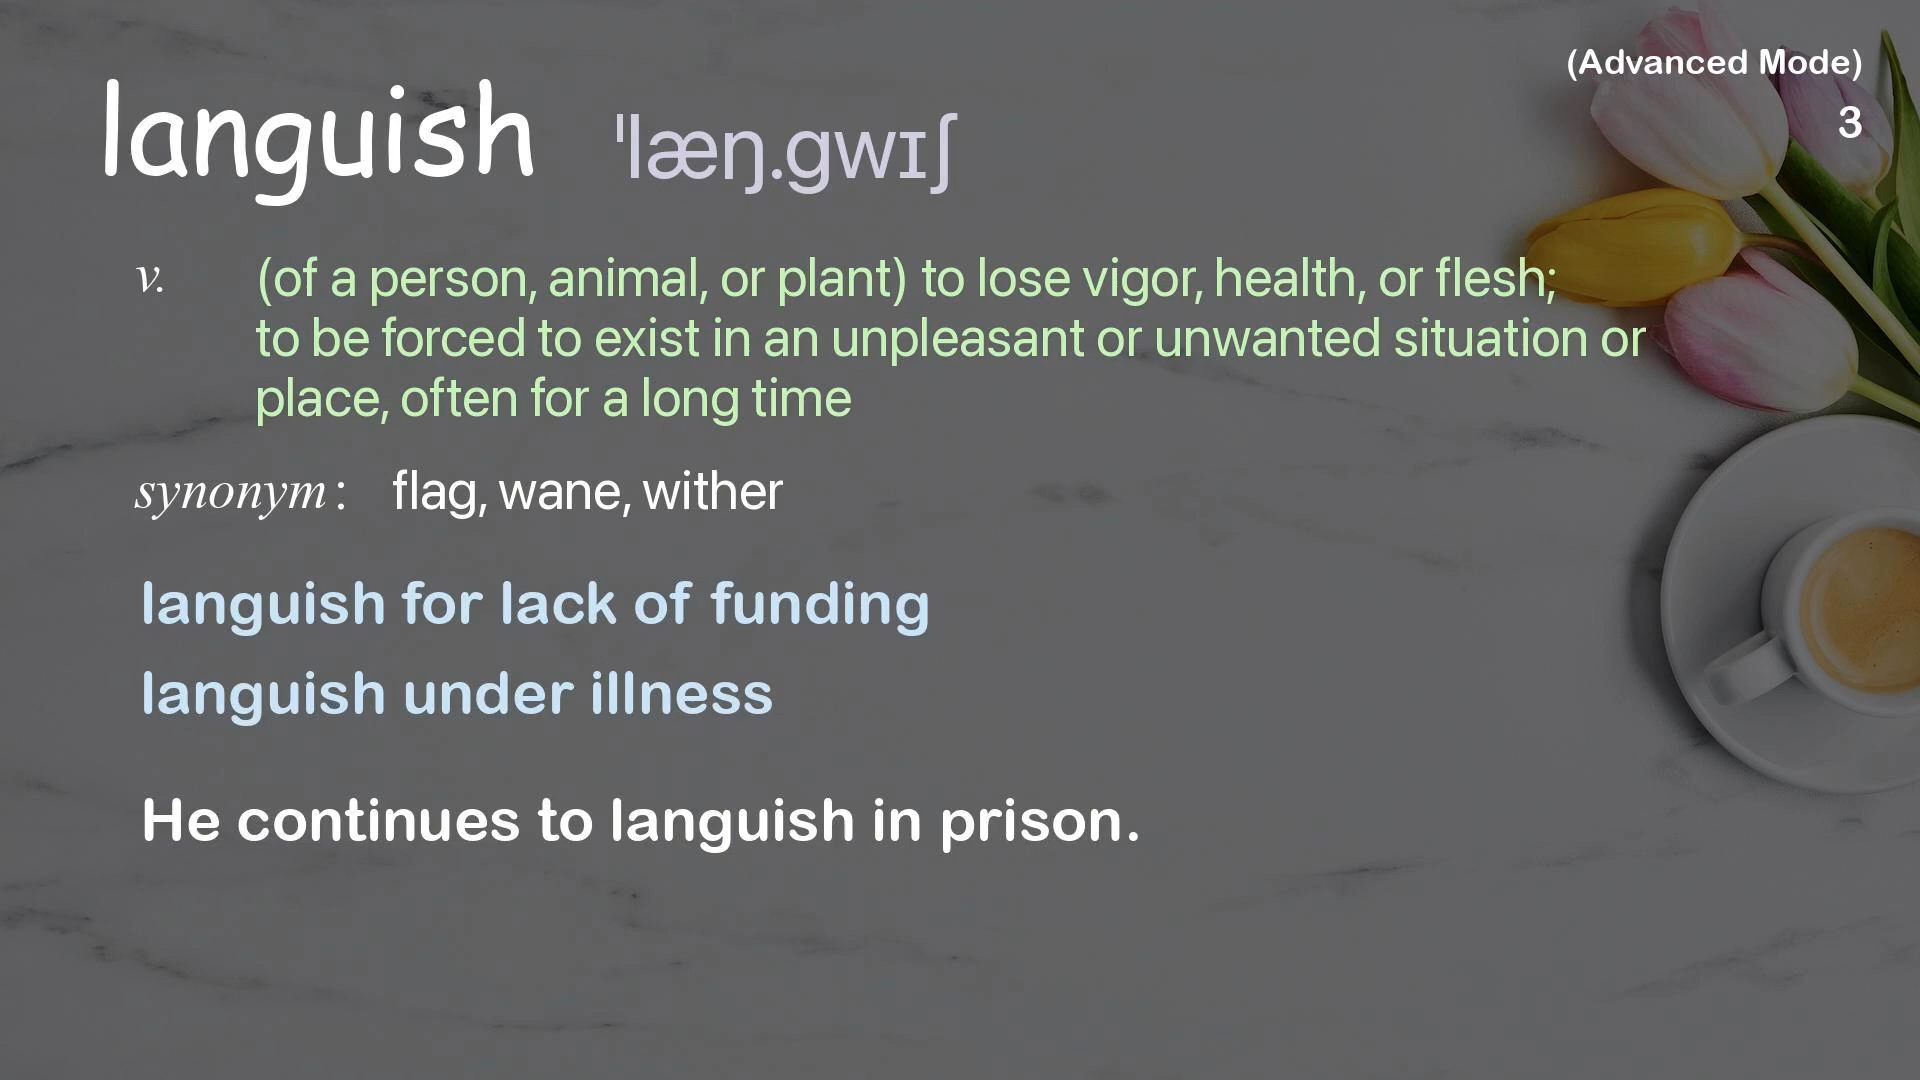 (Advanced Mode)
languish ˈlæŋ.gwɪʃ
3
v. (of a person, animal, or plant) to lose vigor, health, or flesh;
to be forced to exist in an unpleasant or unwanted situation or
place, often for a long time
synonym : flag, wane, wither
languish for lack of funding
languish under illness
He continues to languish in prison.